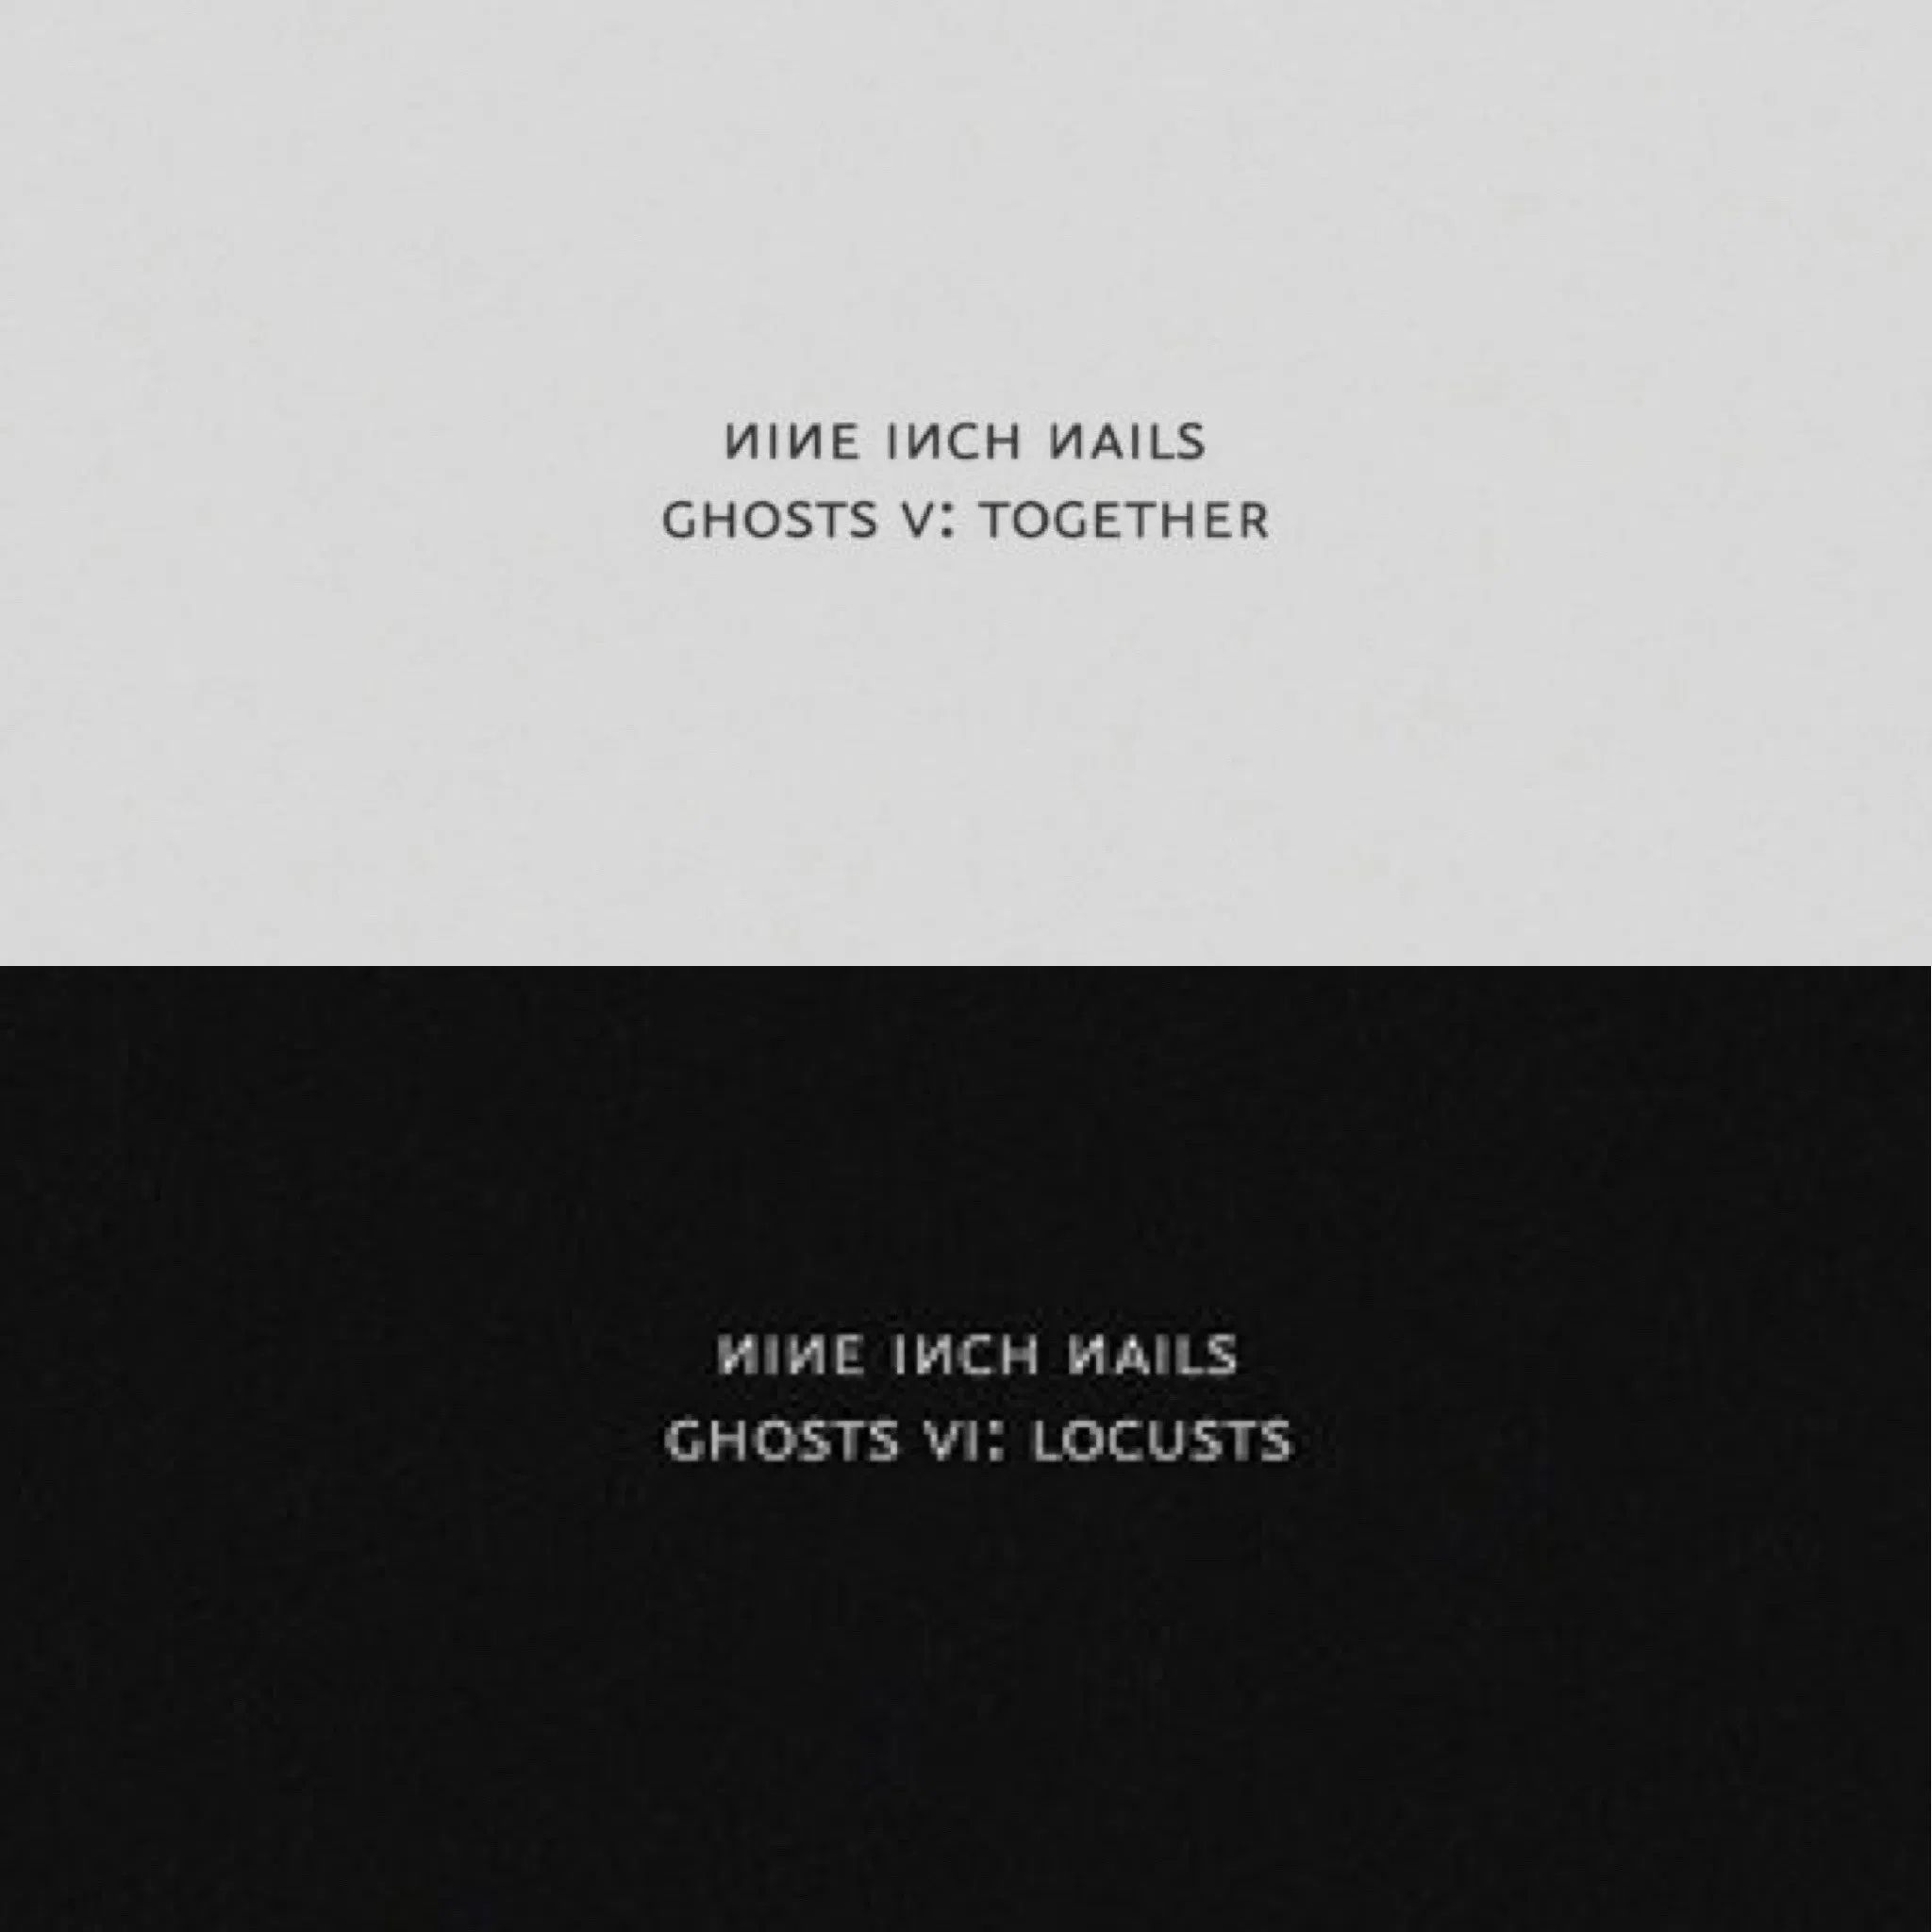 ИIИE IИCH ИAILS
GHOSTS V: TOGETHER
ИIИE IИCH ИAILS
GHOSTS VI: LOCUSTS